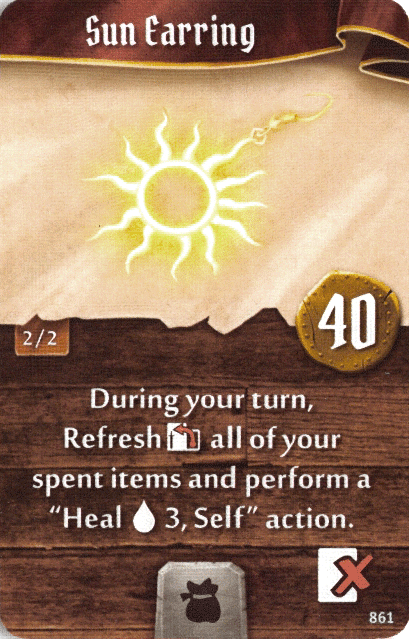 Sun Earring
40
2/2
During your turn,
Refresh all of your
spent items and perform a
"Heal 3, Self" action.
861